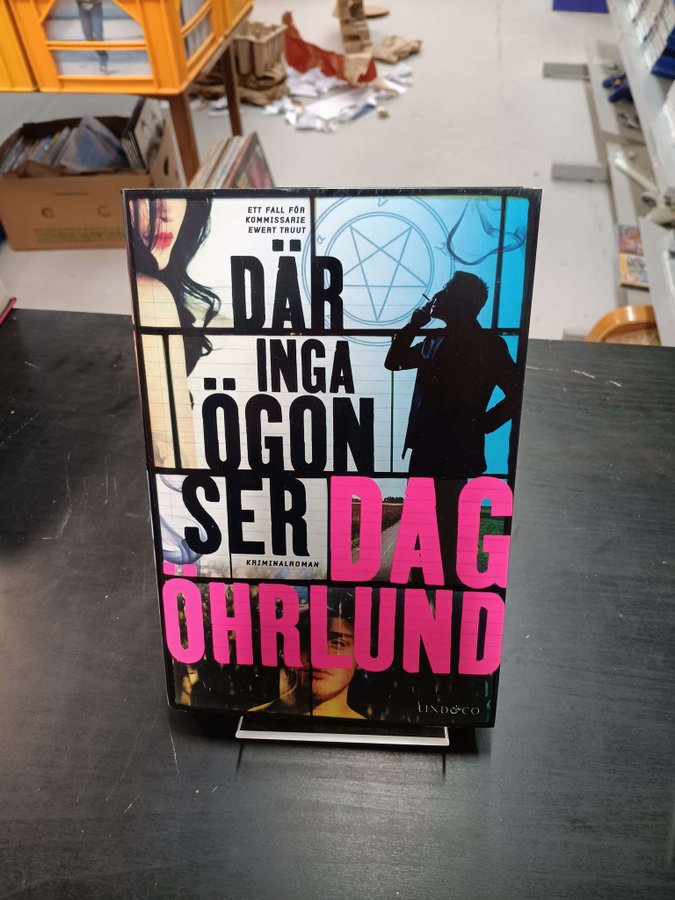 ETT FALL FÖR
KOMMISSARIE
EWERT TRUUT
DÄR
INGA
ÖGON
SER
KRIMINALROMAN
DAG
ÖHRLUND
LIND&CO